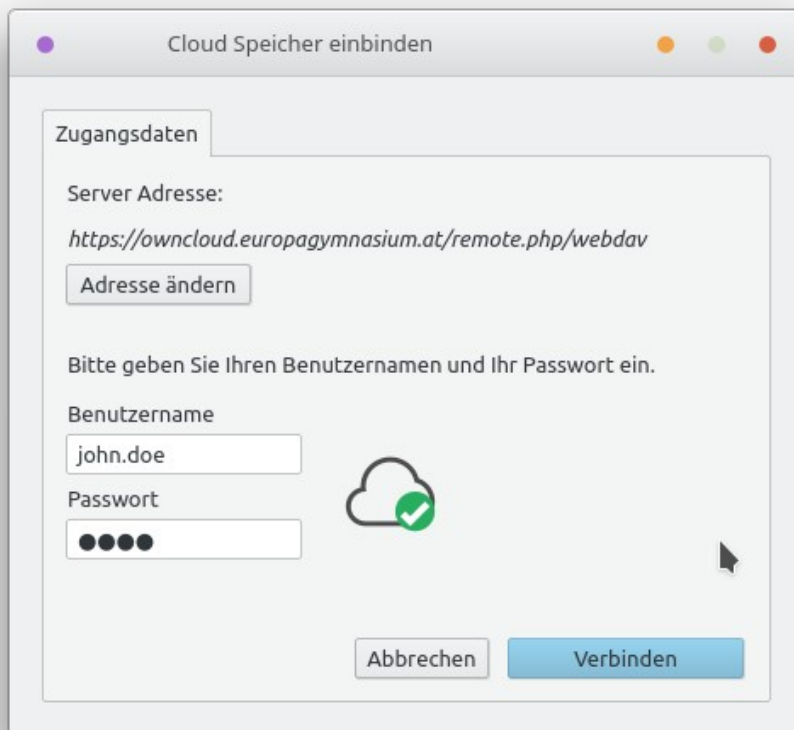 Cloud Speicher einbinden
Zugangsdaten
Server Adresse:
https://owncloud.europagymnasium.at/remote.php/webdav
Adresse ändern
Bitte geben Sie Ihren Benutzernamen und Ihr Passwort ein.
Benutzername
john.doe
Passwort
●●●●
Abbrechen Verbinden